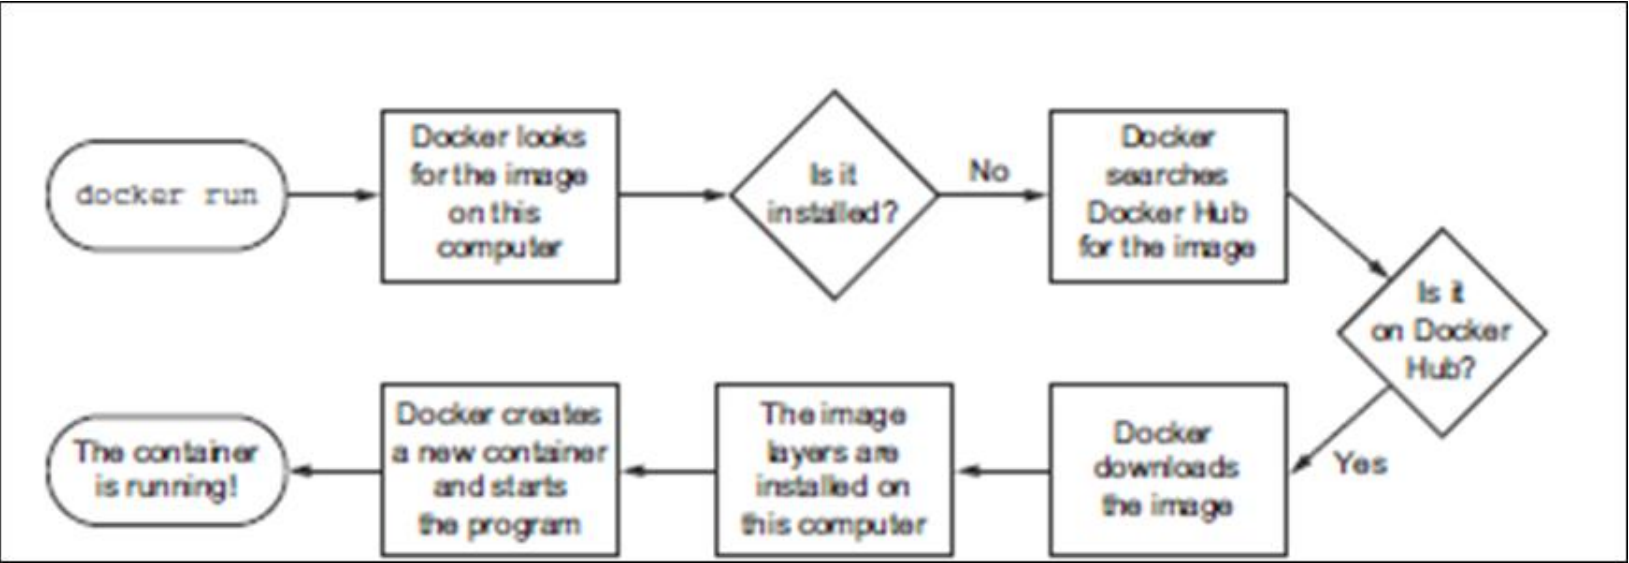 docker run
Docker looks
for the image
on this
computer
Is it
installed?
No
Docker
searches
Docker Hub
for the image
Is it
on Docker
Hub?
Yes
Docker
downloads
the image
The image
layers are
installed on
this computer
Docker creates
a new container
and starts
the program
The container
is running!